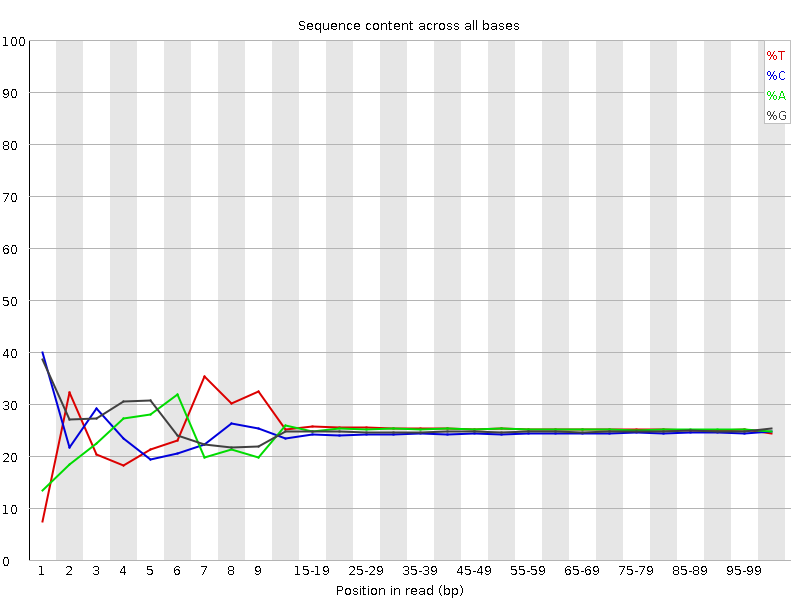 Sequence content across all bases
%T
%C
%A
%G
100
90
80
70
60
50
40
30
20
10
0
1 2 3 4 5 6 7 8 9 15-19 25-29 35-39 45-49 55-59 65-69 75-79 85-89 95-99
Position in read (bp)